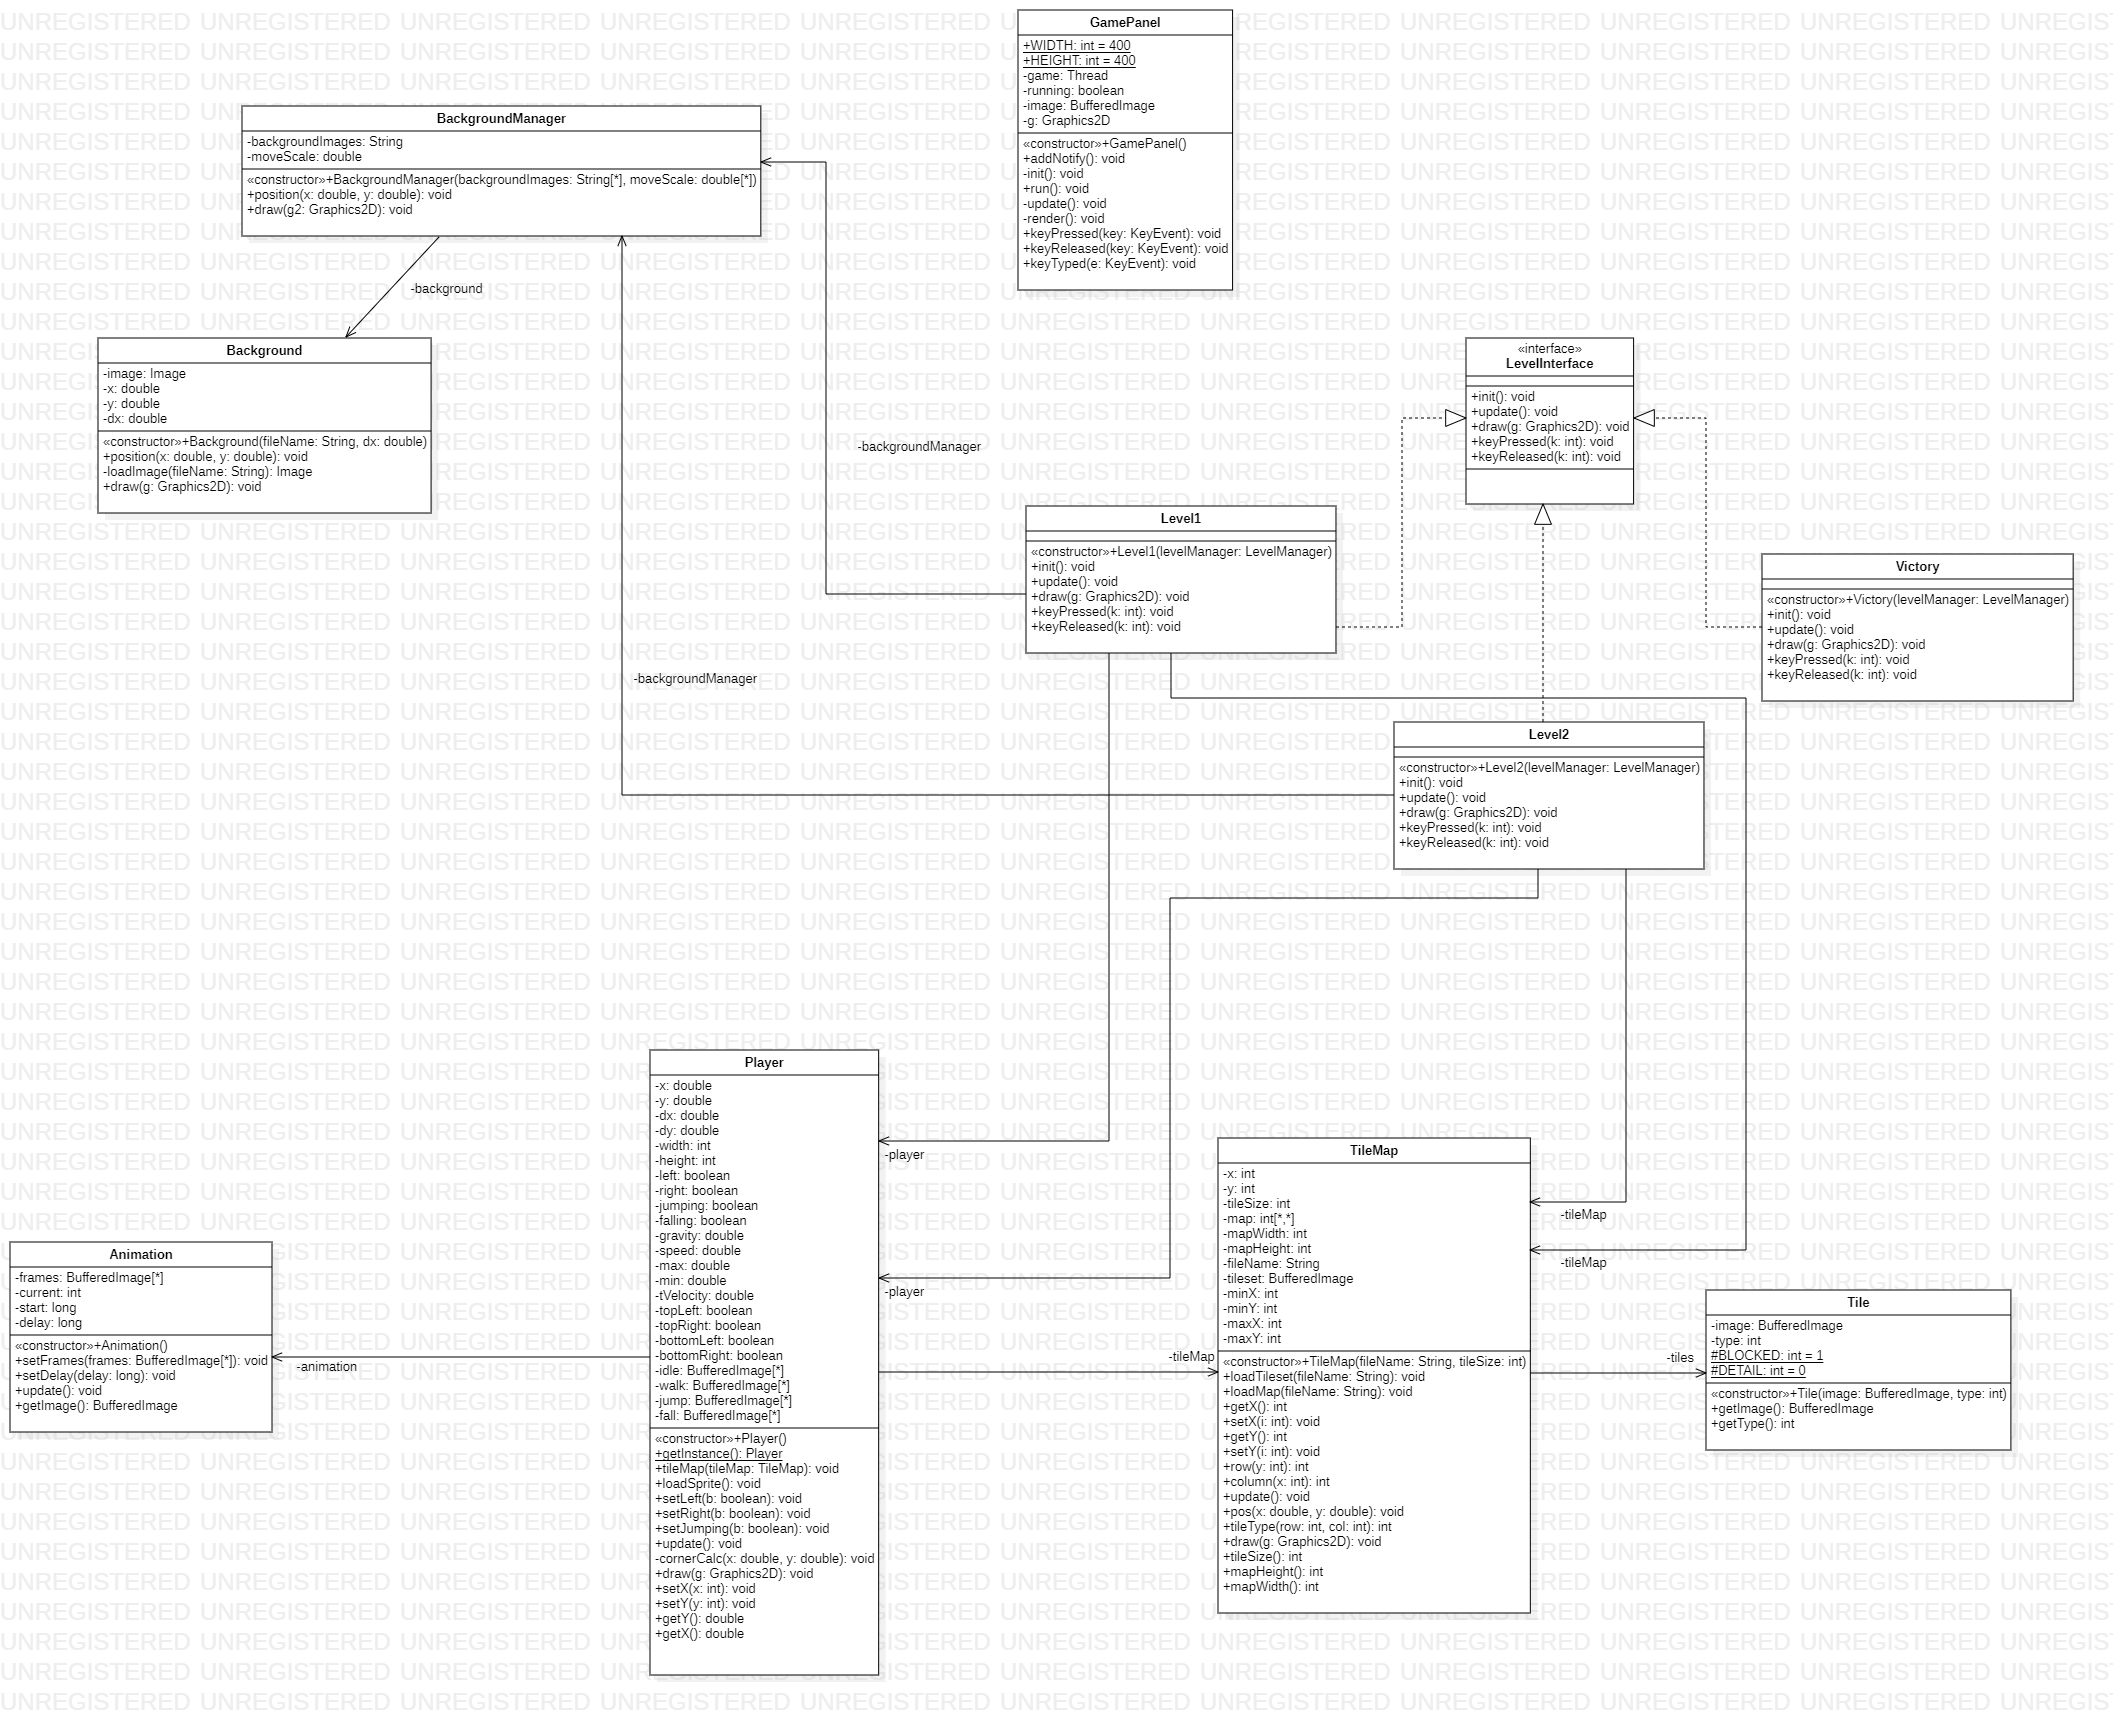 GamePanel
+WIDTH: int = 400
+HEIGHT: int = 400
-game: Thread
-running: boolean
-image: BufferedImage
-g: Graphics2D
«constructor»+GamePanel()
+addNotify(): void
-init(): void
+run(): void
-update(): void
-render(): void
+keyPressed(key: KeyEvent): void
+keyReleased(key: KeyEvent): void
+keyTyped(e: KeyEvent): void
BackgroundManager
-backgroundImages: String
-moveScale: double
«constructor»+BackgroundManager(backgroundImages: String[*], moveScale: double[*])
+position(x: double, y: double): void
+draw(g2: Graphics2D): void
-background
Background
-image: Image
-x: double
-y: double
-dx: double
«constructor»+Background(fileName: String, dx: double)
+position(x: double, y: double): void
-loadImage(fileName: String): Image
+draw(g: Graphics2D): void
-backgroundManager
«interface»
LevelInterface
+init(): void
+update(): void
+draw(g: Graphics2D): void
+keyPressed(k: int): void
+keyReleased(k: int): void
Level1
«constructor»+Level1(levelManager: LevelManager)
+init(): void
+update(): void
+draw(g: Graphics2D): void
+keyPressed(k: int): void
+keyReleased(k: int): void
Victory
«constructor»+Victory(levelManager: LevelManager)
+init(): void
+update(): void
+draw(g: Graphics2D): void
+keyPressed(k: int): void
+keyReleased(k: int): void
-backgroundManager
Level2
«constructor»+Level2(levelManager: LevelManager)
+init(): void
+update(): void
+draw(g: Graphics2D): void
+keyPressed(k: int): void
+keyReleased(k: int): void
Player
-x: double
-y: double
-dx: double
-dy: double
-width: int
-height: int
-left: boolean
-right: boolean
-jumping: boolean
-falling: boolean
-gravity: double
-speed: double
-max: double
-min: double
-tVelocity: double
-topLeft: boolean
-topRight: boolean
-bottomLeft: boolean
-bottomRight: boolean
-idle: BufferedImage[*]
-walk: BufferedImage[*]
-jump: BufferedImage[*]
-fall: BufferedImage[*]
«constructor»+Player()
+getInstance(): Player
+tileMap(tileMap: TileMap): void
+loadSprite(): void
+setLeft(b: boolean): void
+setRight(b: boolean): void
+setJumping(b: boolean): void
+update(): void
-cornerCalc(x: double, y: double): void
+draw(g: Graphics2D): void
+setX(x: int): void
+setY(y: int): void
+getY(): double
+getX(): double
-player
-player
TileMap
-x: int
-y: int
-tileSize: int
-map: int[*,*]
-mapWidth: int
-mapHeight: int
-fileName: String
-tileset: BufferedImage
-minX: int
-minY: int
-maxX: int
-maxY: int
«constructor»+TileMap(fileName: String, tileSize: int)
+loadTileset(fileName: String): void
+loadMap(fileName: String): void
+getX(): int
+setX(i: int): void
+getY(): int
+setY(i: int): void
+row(y: int): int
+column(x: int): int
+update(): void
+pos(x: double, y: double): void
+tileType(row: int, col: int): int
+draw(g: Graphics2D): void
+tileSize(): int
+mapHeight(): int
+mapWidth(): int
-tileMap
-tileMap
-tileMap
-tiles
Animation
-frames: BufferedImage[*]
-current: int
-start: long
-delay: long
«constructor»+Animation()
+setFrames(frames: BufferedImage[*]): void
+setDelay(delay: long): void
+update(): void
+getImage(): BufferedImage
-animation
Tile
-image: BufferedImage
-type: int
#BLOCKED: int = 1
#DETAIL: int = 0
«constructor»+Tile(image: BufferedImage, type: int)
+getImage(): BufferedImage
+getType(): int
UNREGISTERED